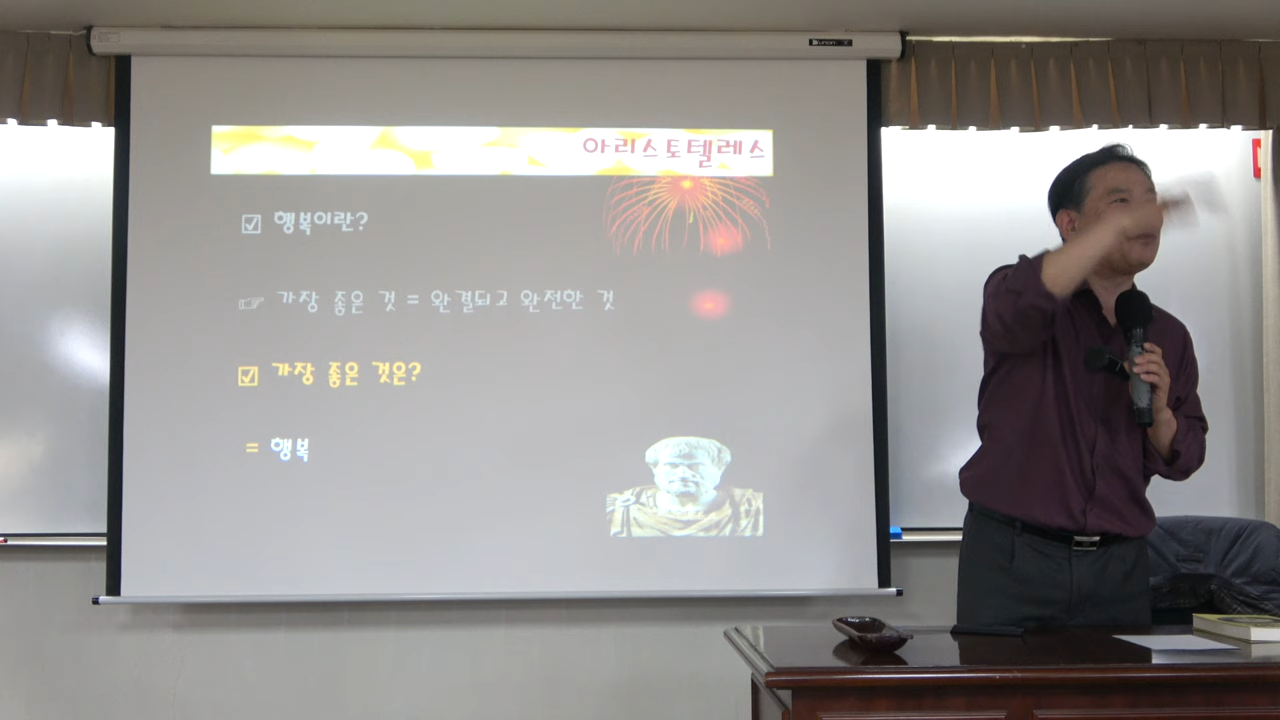 아리스토텔레스
☑ 행복이란?
☞ 가장 좋은 것 = 완결되고 완전한 것
☑ 가장 좋은 것은?
= 행복